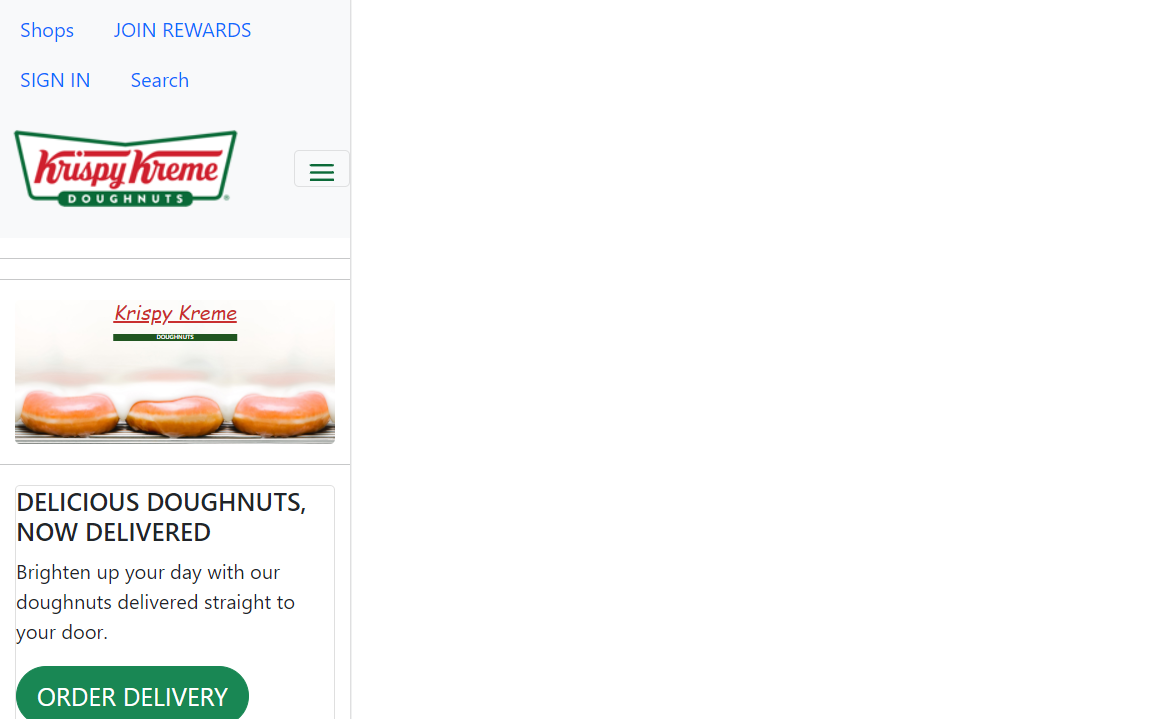 Shops JOIN REWARDS
SIGN IN Search
Krispy Kreme
DOUGHNUTS
Krispy Kreme
DOUGHNUTS
DELICIOUS DOUGHNUTS,
NOW DELIVERED
Brighten up your day with our
doughnuts delivered straight to
your door.
ORDER DELIVERY